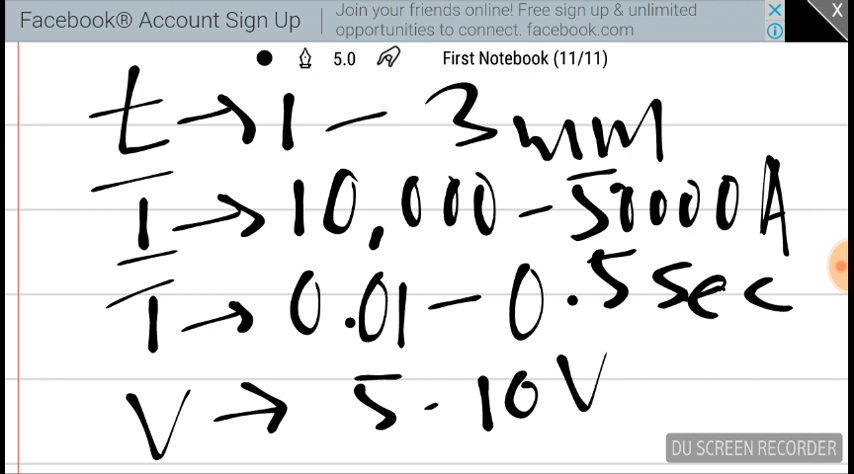 Facebook® Account Sign Up
Join your friends online! Free sign up & unlimited
opportunities to connect. facebook.com
X
5.0 First Notebook (11/11)
t → 1 - 3 mm
I → 10,000 - 50000 A
T → 0.01 - 0.5 sec
V → 5 - 10 V
DU SCREEN RECORDER